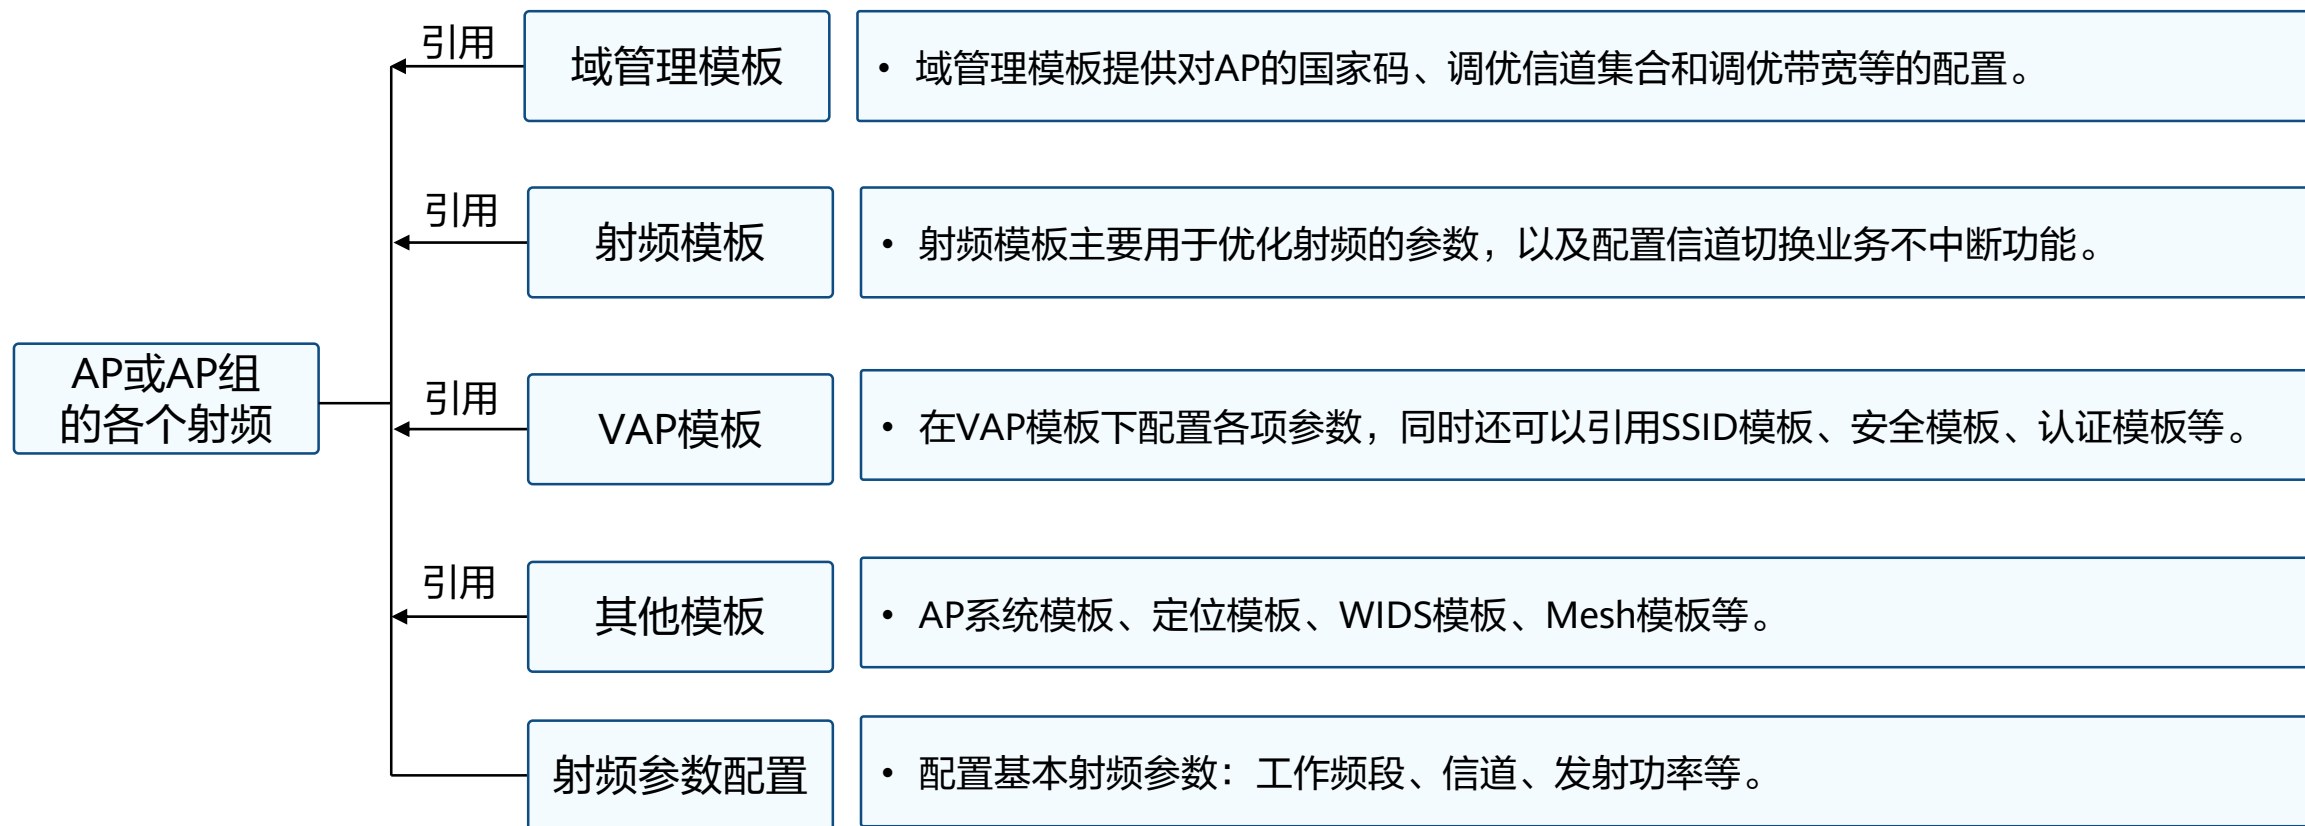 引用
域管理模板
• 域管理模板提供对AP的国家码、调优信道集合和调优带宽等的配置。
引用
射频模板
• 射频模板主要用于优化射频的参数，以及配置信道切换业务不中断功能。
AP或AP组
的各个射频
引用
VAP模板
• 在VAP模板下配置各项参数，同时还可以引用SSID模板、安全模板、认证模板等。
引用
其他模板
• AP系统模板、定位模板、WIDS模板、Mesh模板等。
射频参数配置
• 配置基本射频参数：工作频段、信道、发射功率等。